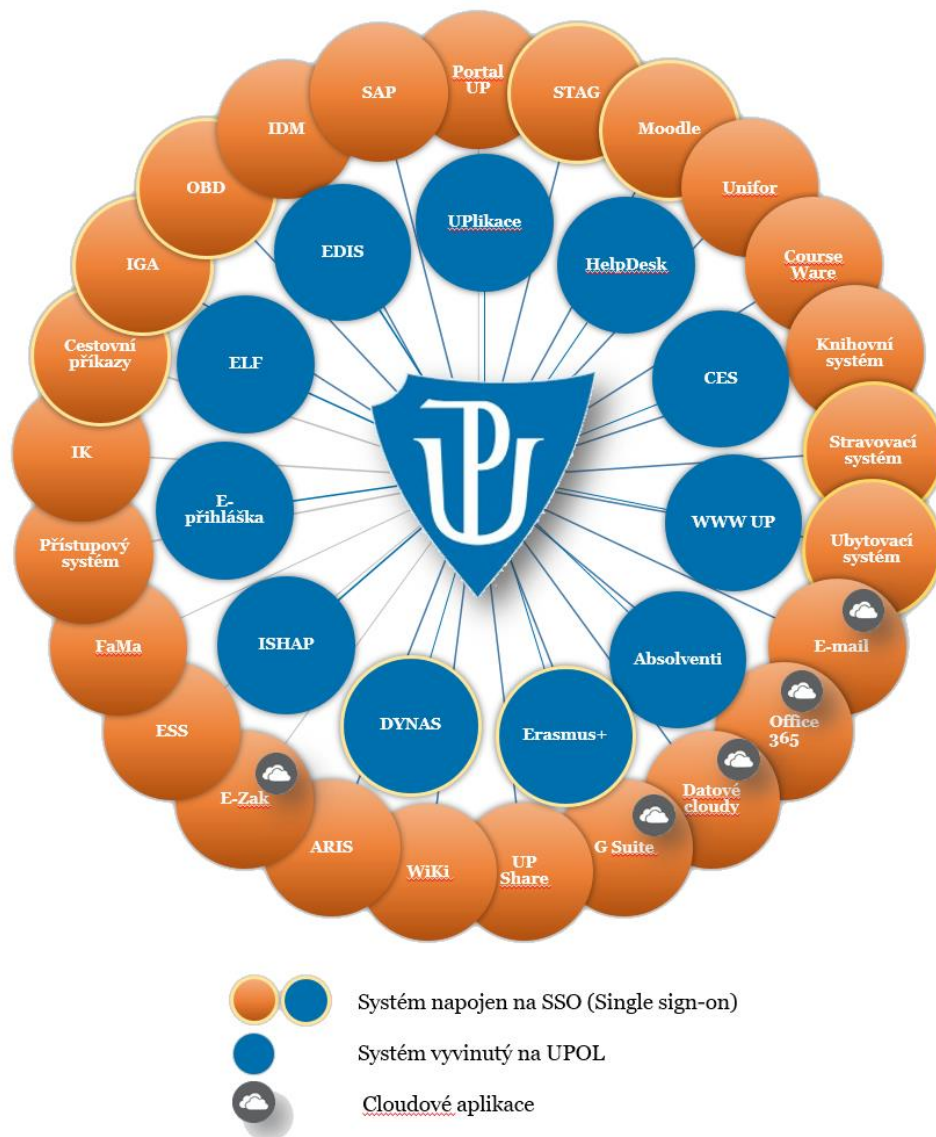 Portal
UP
STAG
Moodle
Unifor
Course
Ware
Knihovní
systém
Stravovací
systém
Ubytovací
systém
E-mail
Office
365
Datové
cloudy
G Suite
UP
Share
WiKi
ARIS
E-Zak
ESS
FaMa
Přístupový
systém
IK
Cestovní
příkazy
IGA
OBD
IDM
SAP
UPlikace
HelpDesk
CES
WWW UP
Absolventi
Erasmus+
DYNAS
ISHAP
E-
přihláška
ELF
EDIS
UP
Systém napojen na SSO (Single sign-on)
Systém vyvinutý na UPOL
Cloudové aplikace